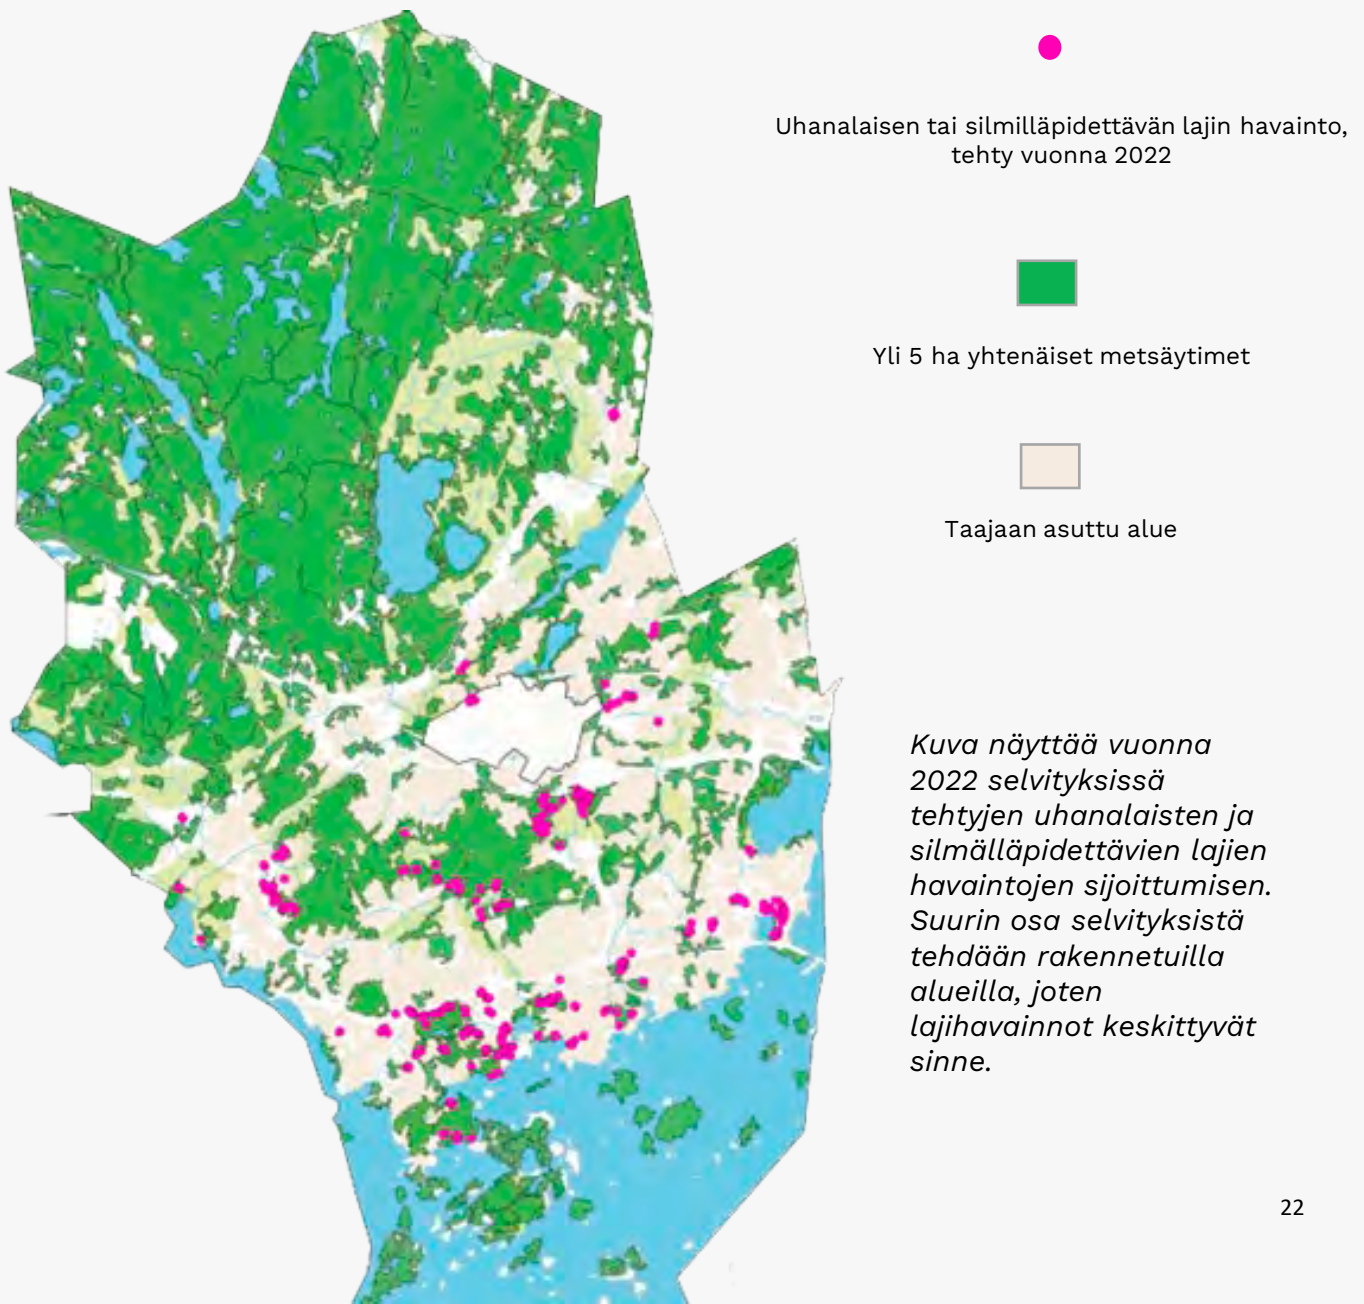 Uhanalaisen tai silmilläpidettävän lajin havainto,
tehty vuonna 2022
Yli 5 ha yhtenäiset metsäytimet
Taajaan asuttu alue
Kuva näyttää vuonna
2022 selvityksissä
tehtyjen uhanalaisten ja
silmälläpidettävien lajien
havaintojen sijoittumisen.
Suurin osa selvityksistä
tehdään rakennetuilla
alueilla, joten
lajihavainnot keskittyvät
sinne.
22